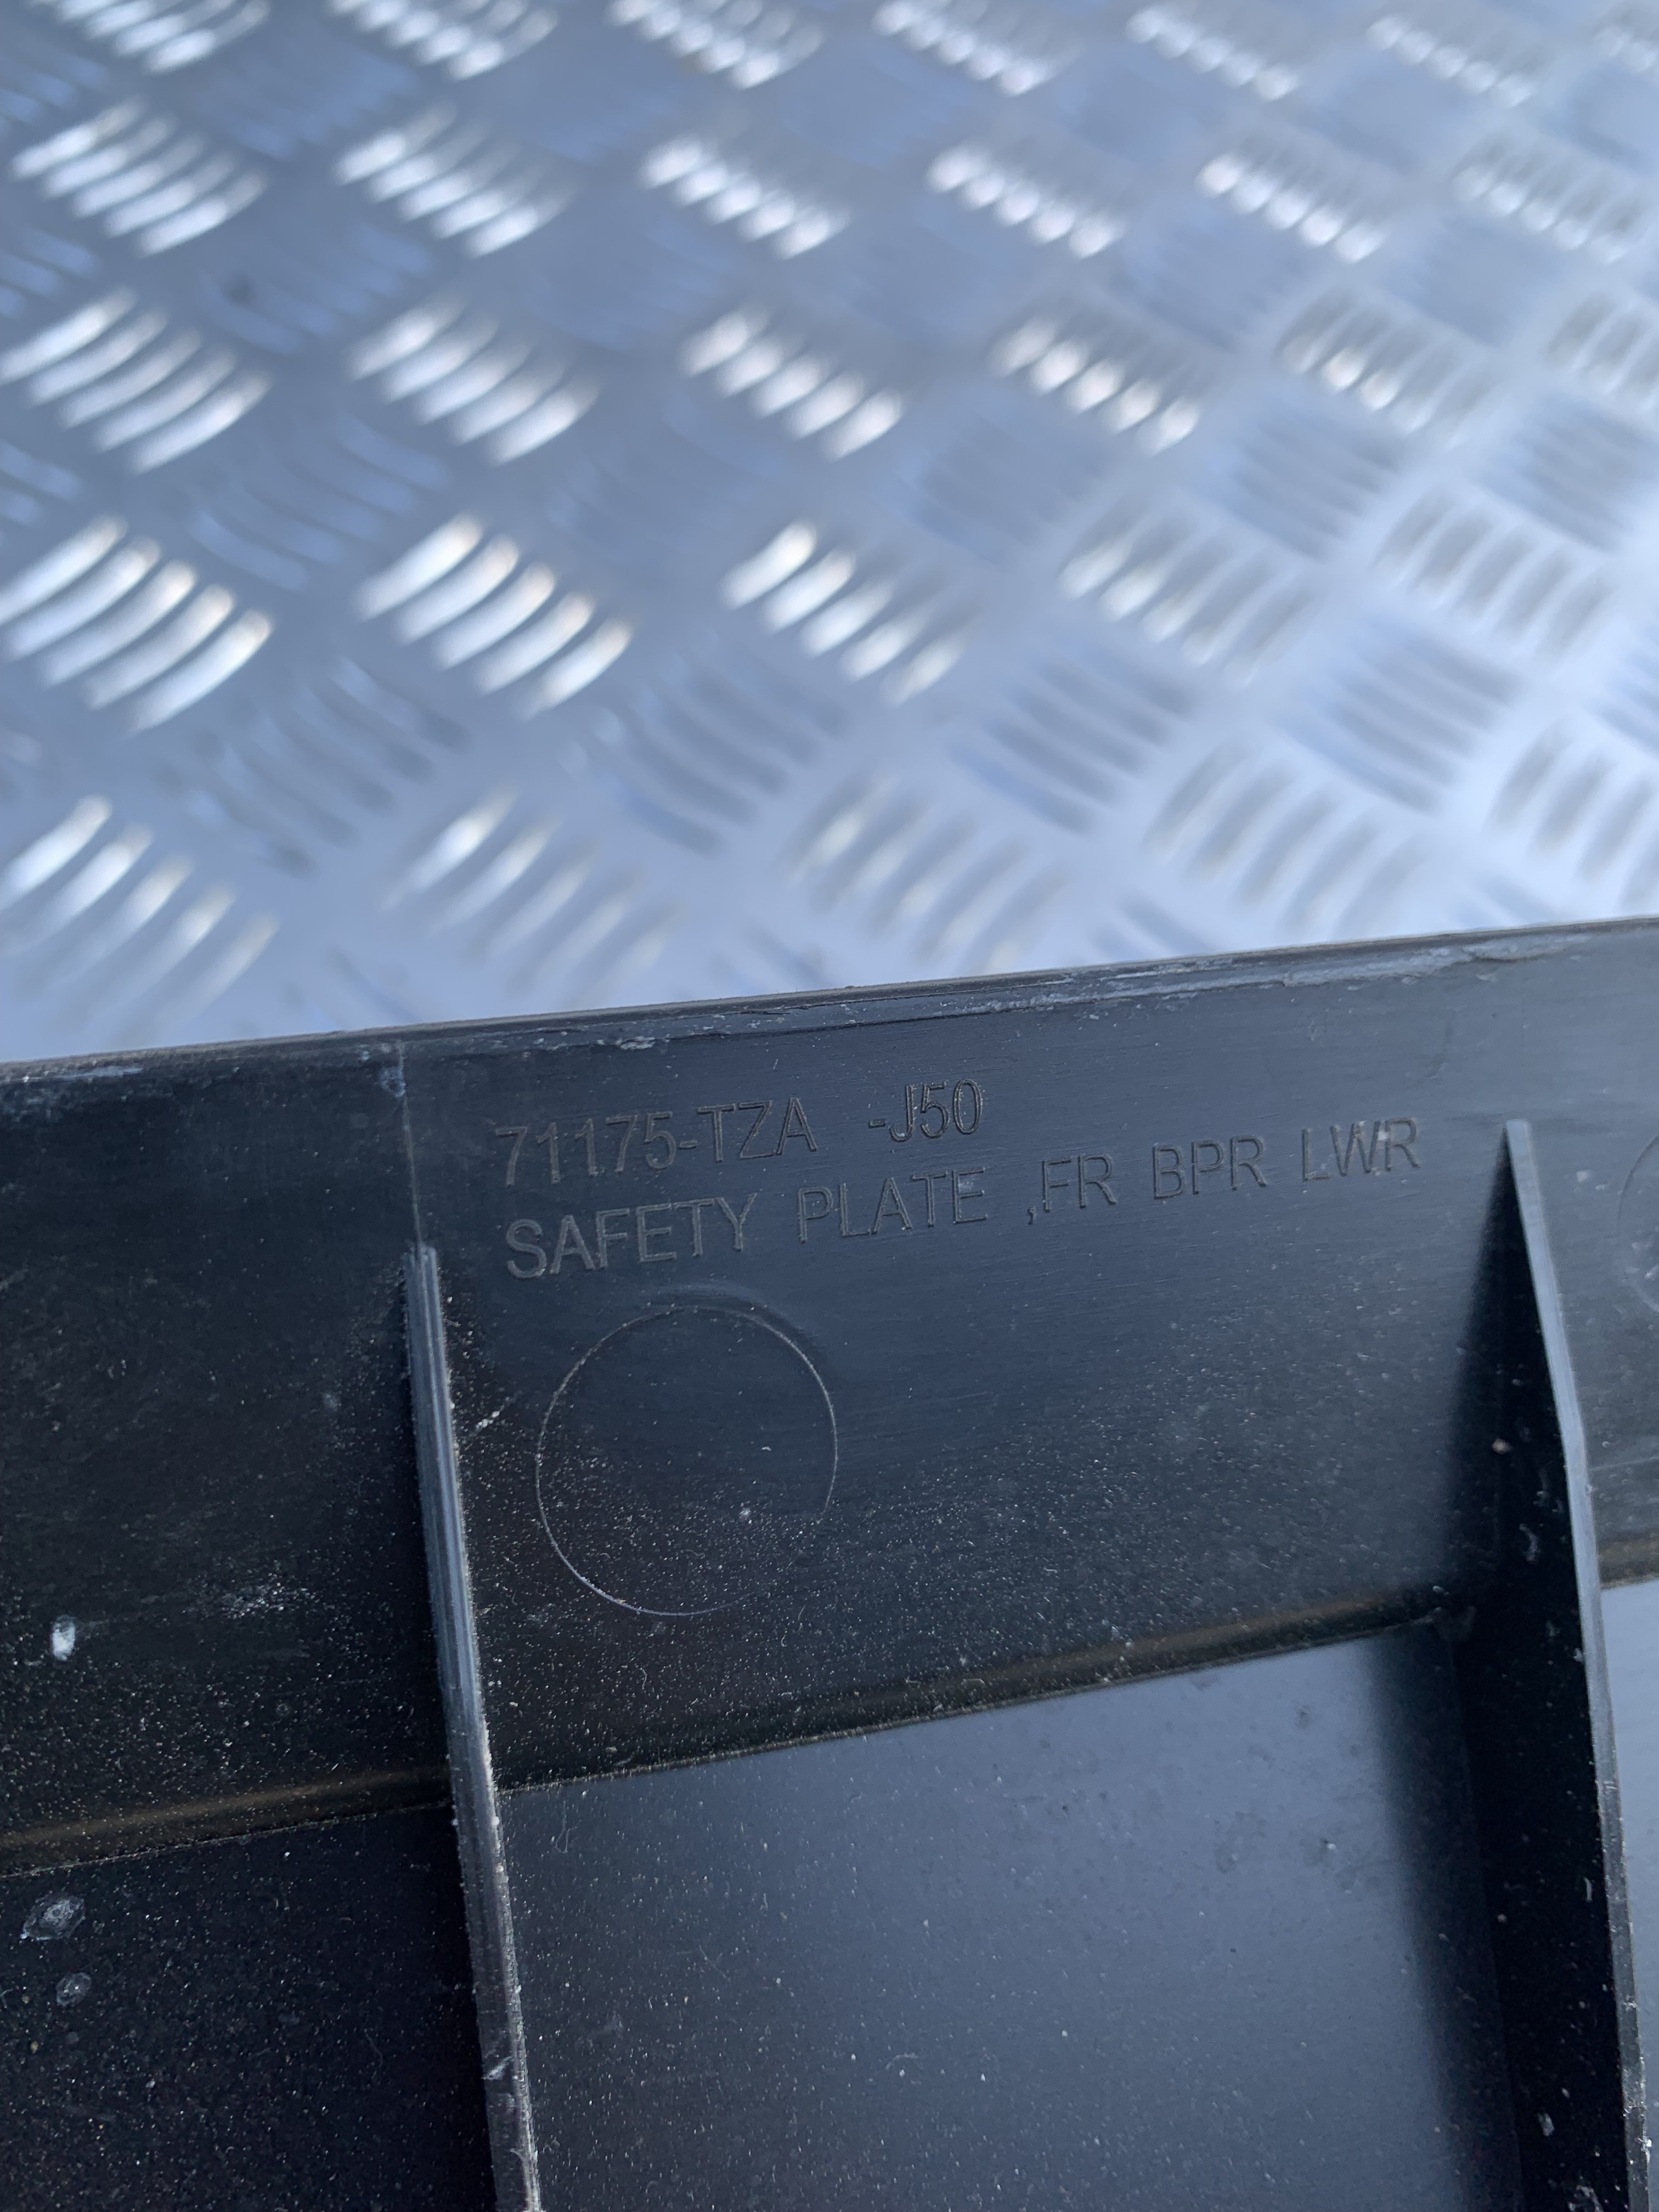 71175-TZA -J50
SAFETY PLATE ,FR BPR LWR